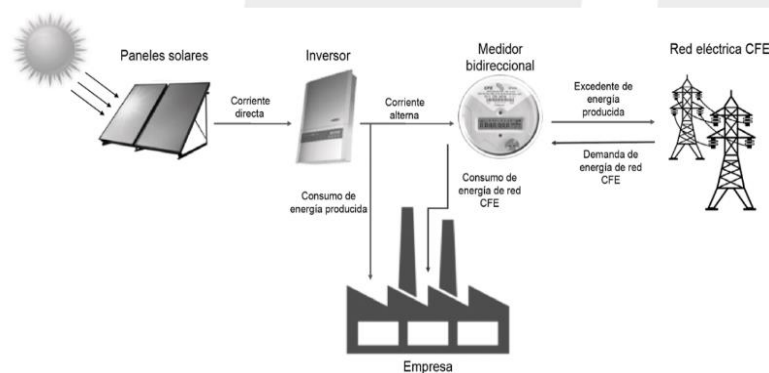 Paneles solares
Inversor
Medidor
bidireccional
Red eléctrica CFE
Corriente
directa
Corriente
alterna
Excedente de
energía
producida
Demanda de
energía de red
CFE
Consumo de
energía producida
Consumo de
energía de red
CFE
Empresa